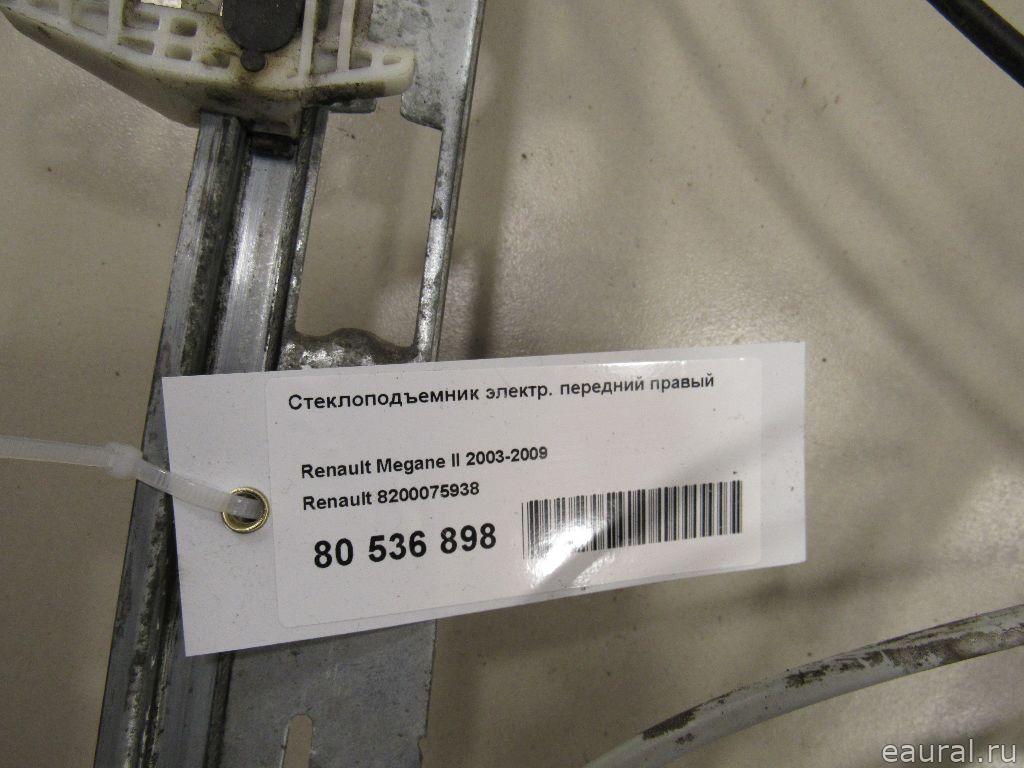 Стеклоподъемник электр. передний правый
Renault Megane II 2003-2009
Renault 8200075938
80 536 898
eaural.ru